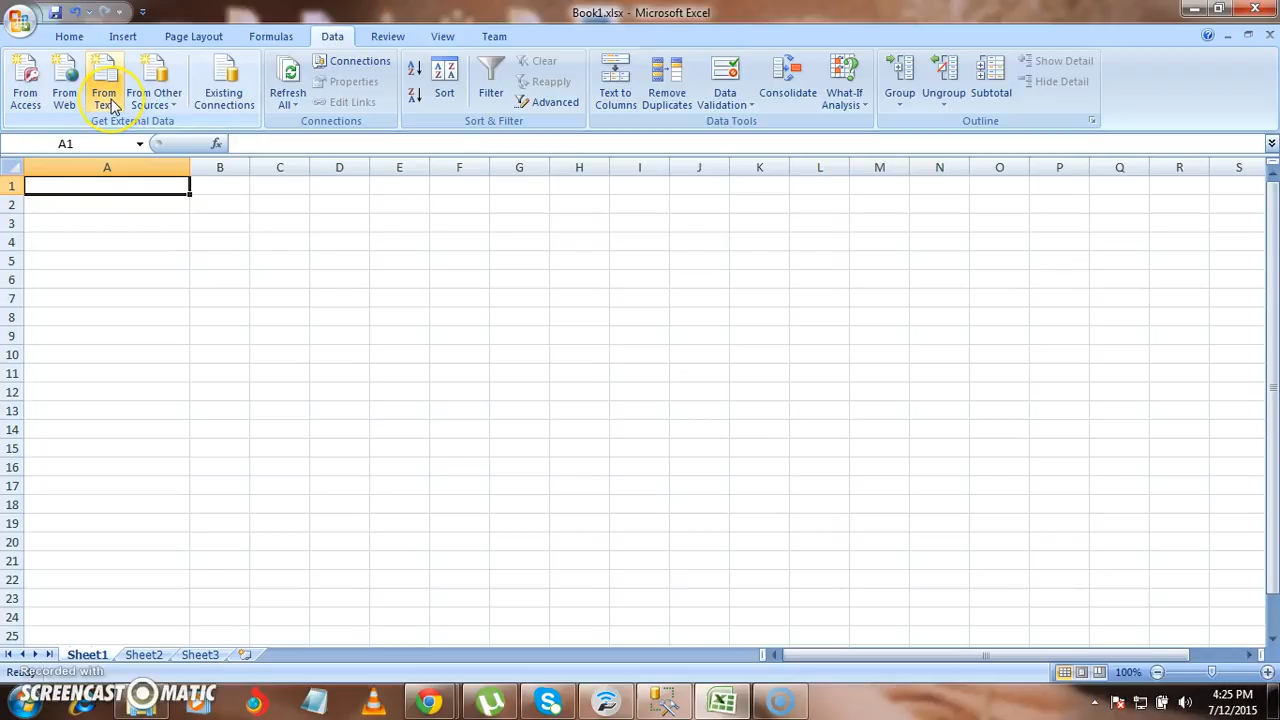 Book1.xlsx - Microsoft Excel
Home Insert Page Layout Formulas Data Review View Team
From Access
From Web
From Text
From Other Sources
Existing Connections
Get External Data
Refresh All
Connections
Properties
Edit Links
Connections
Sort
Filter
Clear
Reapply
Advanced
Sort & Filter
Text to Columns
Remove Duplicates
Data Validation
Consolidate
What-If Analysis
Data Tools
Group
Ungroup
Subtotal
Show Detail
Hide Detail
Outline
A1 fx
A B C D E F G H I J K L M N O P Q R S
1
2
3
4
5
6
7
8
9
10
11
12
13
14
15
16
17
18
19
20
21
22
23
24
25
Sheet1 Sheet2 Sheet3
Ready 100%
Recorded with
SCREENCAST MATIC
4:25 PM
7/12/2015